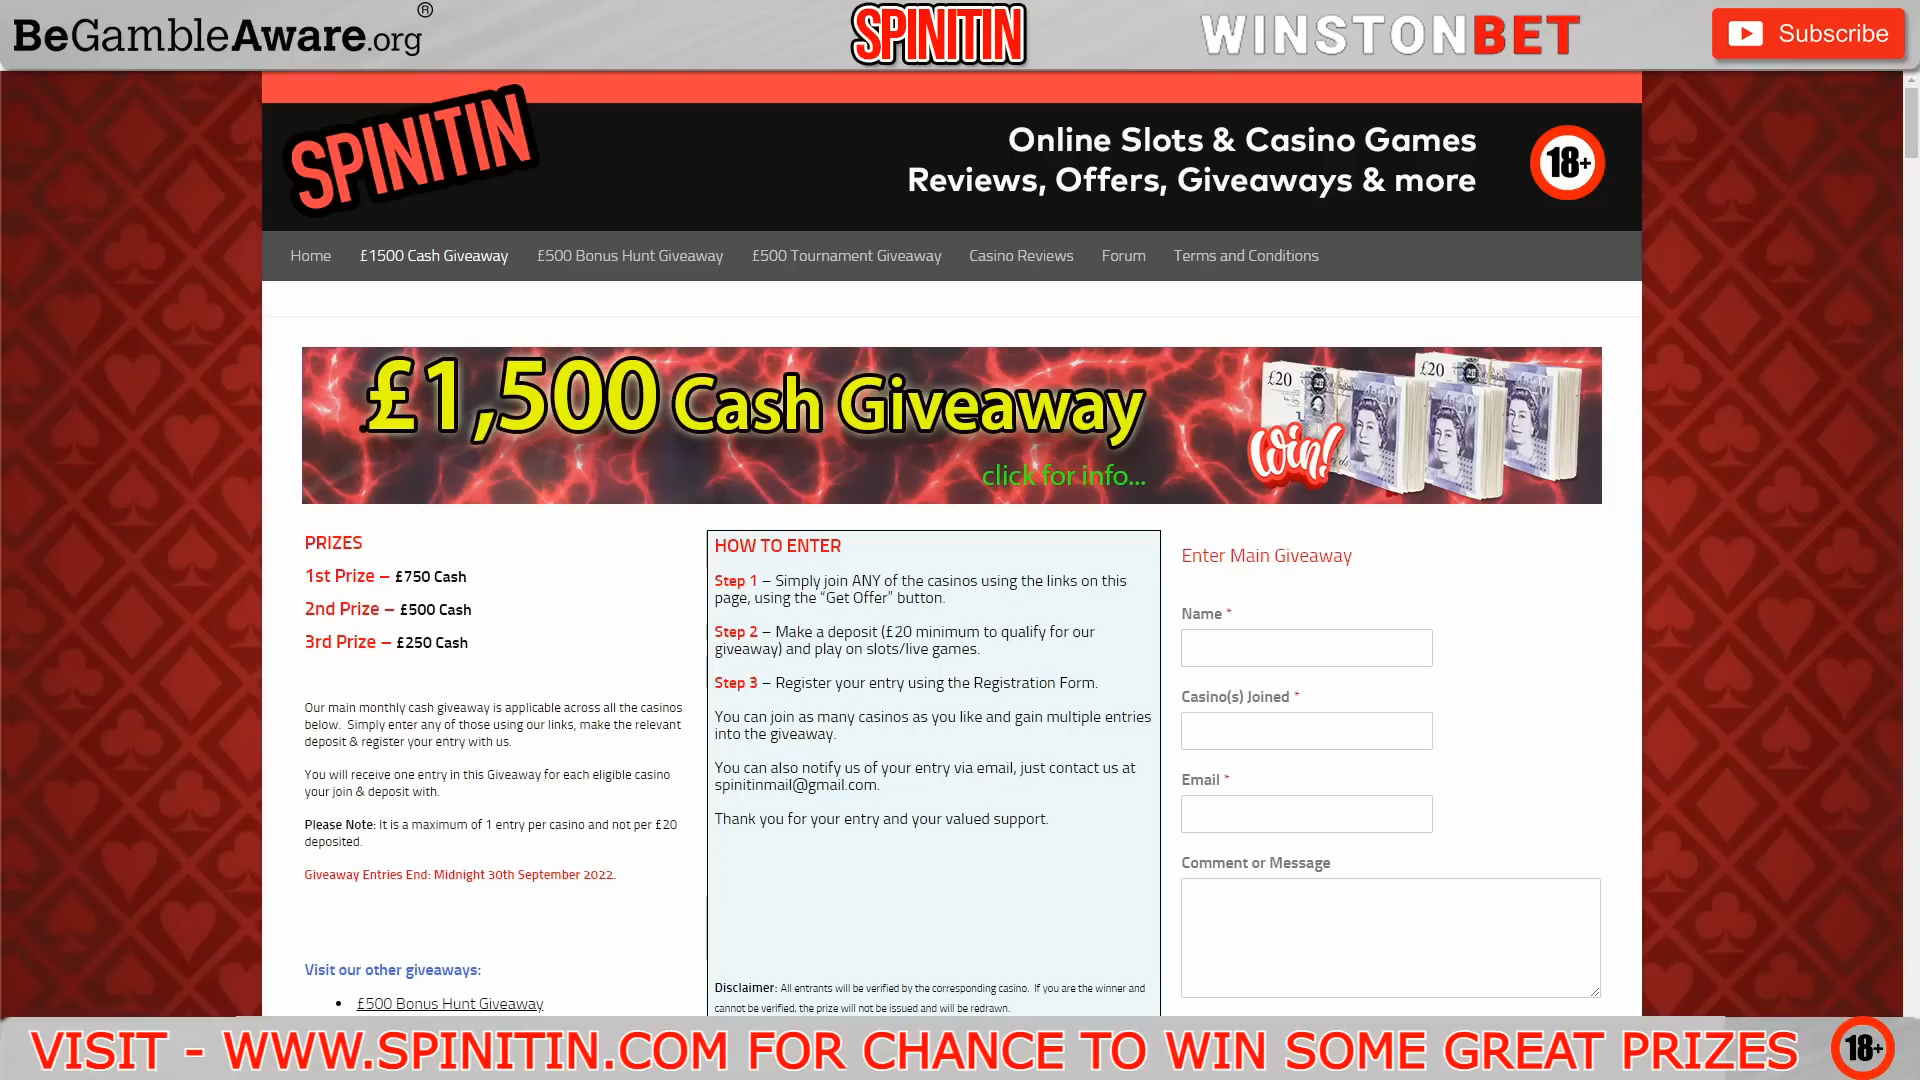 BeGambleAware.org®
SPINITIN
WINSTONBET
Subscribe
SPINITIN
Online Slots & Casino Games
Reviews, Offers, Giveaways & more
18+
Home £1500 Cash Giveaway £500 Bonus Hunt Giveaway £500 Tournament Giveaway Casino Reviews Forum Terms and Conditions
£1,500 Cash Giveaway
click for info...
Win!
£20
£20
PRIZES
1st Prize – £750 Cash
2nd Prize – £500 Cash
3rd Prize – £250 Cash
Our main monthly cash giveaway is applicable across all the casinos
below. Simply enter any of those using our links, make the relevant
deposit & register your entry with us.
You will receive one entry in this Giveaway for each eligible casino
your join & deposit with.
Please Note: It is a maximum of 1 entry per casino and not per £20
deposited.
Giveaway Entries End: Midnight 30th September 2022.
Visit our other giveaways:
• £500 Bonus Hunt Giveaway
HOW TO ENTER
Step 1 – Simply join ANY of the casinos using the links on this
page, using the “Get Offer” button.
Step 2 – Make a deposit (£20 minimum to qualify for our
giveaway) and play on slots/live games.
Step 3 – Register your entry using the Registration Form.
You can join as many casinos as you like and gain multiple entries
into the giveaway.
You can also notify us of your entry via email, just contact us at
spinitinmail@gmail.com.
Thank you for your entry and your valued support.
Disclaimer: All entrants will be verified by the corresponding casino. If you are the winner and
cannot be verified, the prize will not be issued and will be redrawn.
Enter Main Giveaway
Name *
Casino(s) Joined *
Email *
Comment or Message
VISIT - WWW.SPINITIN.COM FOR CHANCE TO WIN SOME GREAT PRIZES
18+